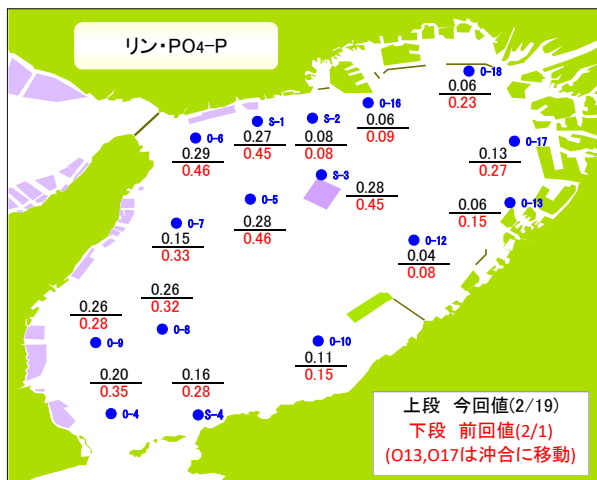 リン・PO4-P
O-18
0.06
0.23
O-16
0.06
0.09
S-1
0.27
0.45
S-2
0.08
0.08
O-6
0.29
0.46
O-17
0.13
0.27
S-3
0.28
0.45
O-5
0.28
0.46
O-13
0.06
0.15
O-7
0.15
0.33
O-12
0.04
0.08
0.26
0.32
O-8
0.26
0.28
O-9
O-10
0.11
0.15
0.20
0.35
O-4
0.16
0.28
S-4
上段 今回値(2/19)
下段 前回値(2/1)
(O13,O17は沖合に移動)